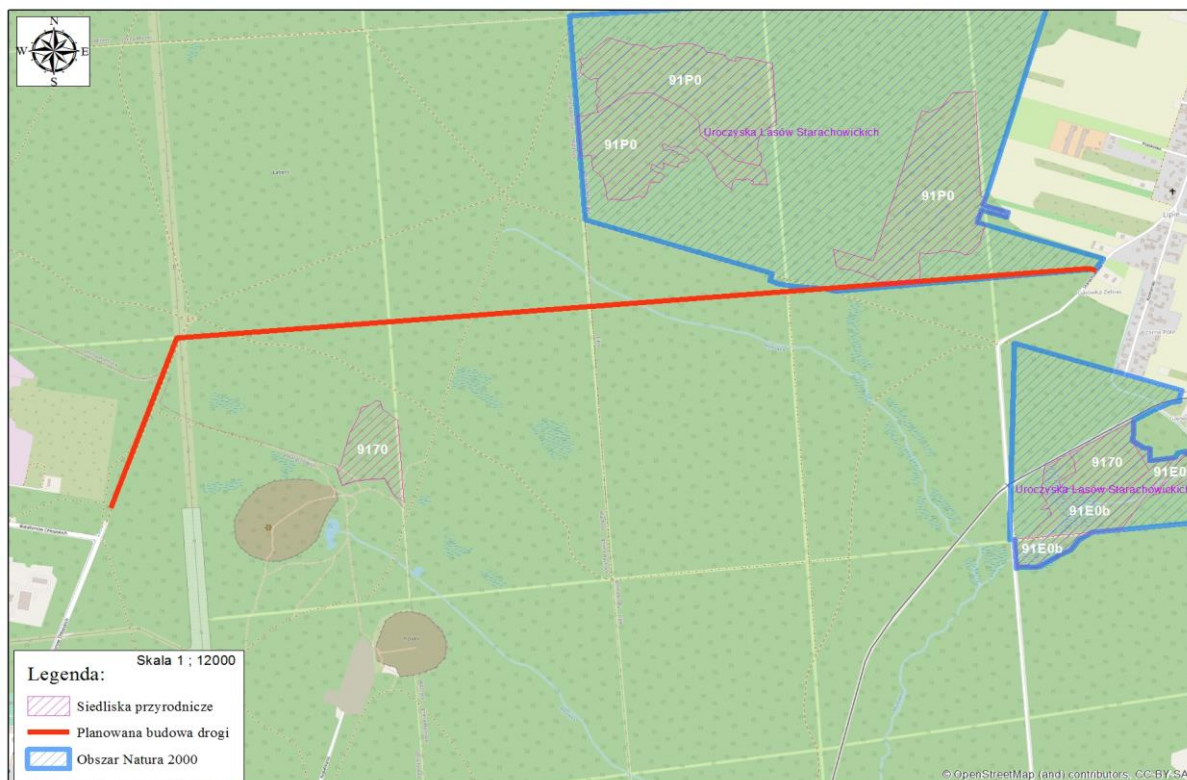 N
W E
S
91P0
Uroczyska Lasów Starachowickich
91P0
91P0
Lipie
9170
9170
91E0
Uroczyska Lasów Starachowickich
91E0b
91E0b
Skala 1 ; 12000
Legenda:
Siedliska przyrodnicze
Planowana budowa drogi
Obszar Natura 2000
© OpenStreetMap (and) contributors, CC-BY-SA